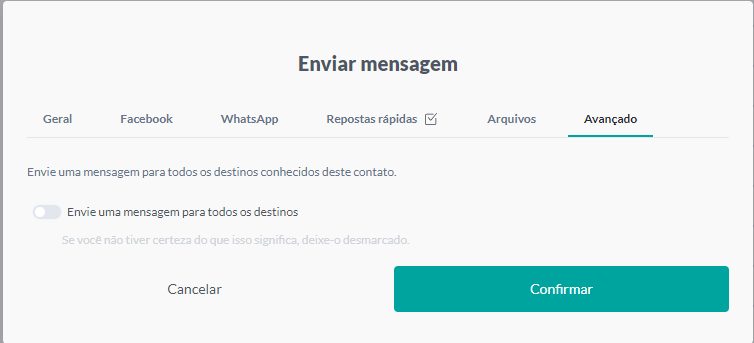 Enviar mensagem
Geral Facebook WhatsApp Repostas rápidas Arquivos Avançado
Envie uma mensagem para todos os destinos conhecidos deste contato.
Envie uma mensagem para todos os destinos
Se você não tiver certeza do que isso significa, deixe-o desmarcado.
Cancelar Confirmar